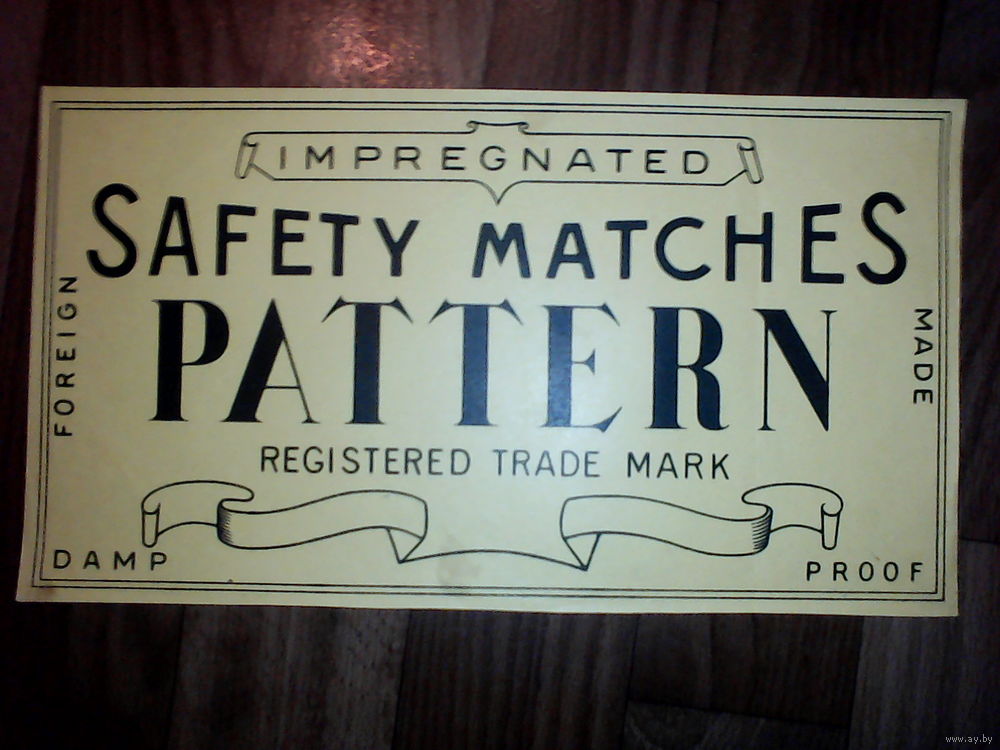 IMPREGNATED
SAFETY MATCHES
PATTERN
REGISTERED TRADE MARK
FOREIGN
MADE
DAMP
PROOF
www.ay.by